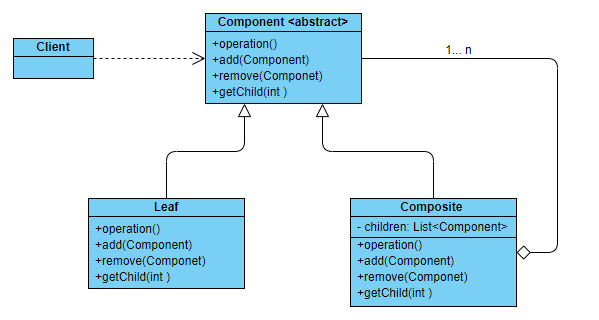 Component <abstract>
+operation()
+add(Component)
+remove(Componet)
+getChild(int )
Client
1... n
Leaf
+operation()
+add(Component)
+remove(Componet)
+getChild(int )
Composite
- children: List<Component>
+operation()
+add(Component)
+remove(Componet)
+getChild(int )